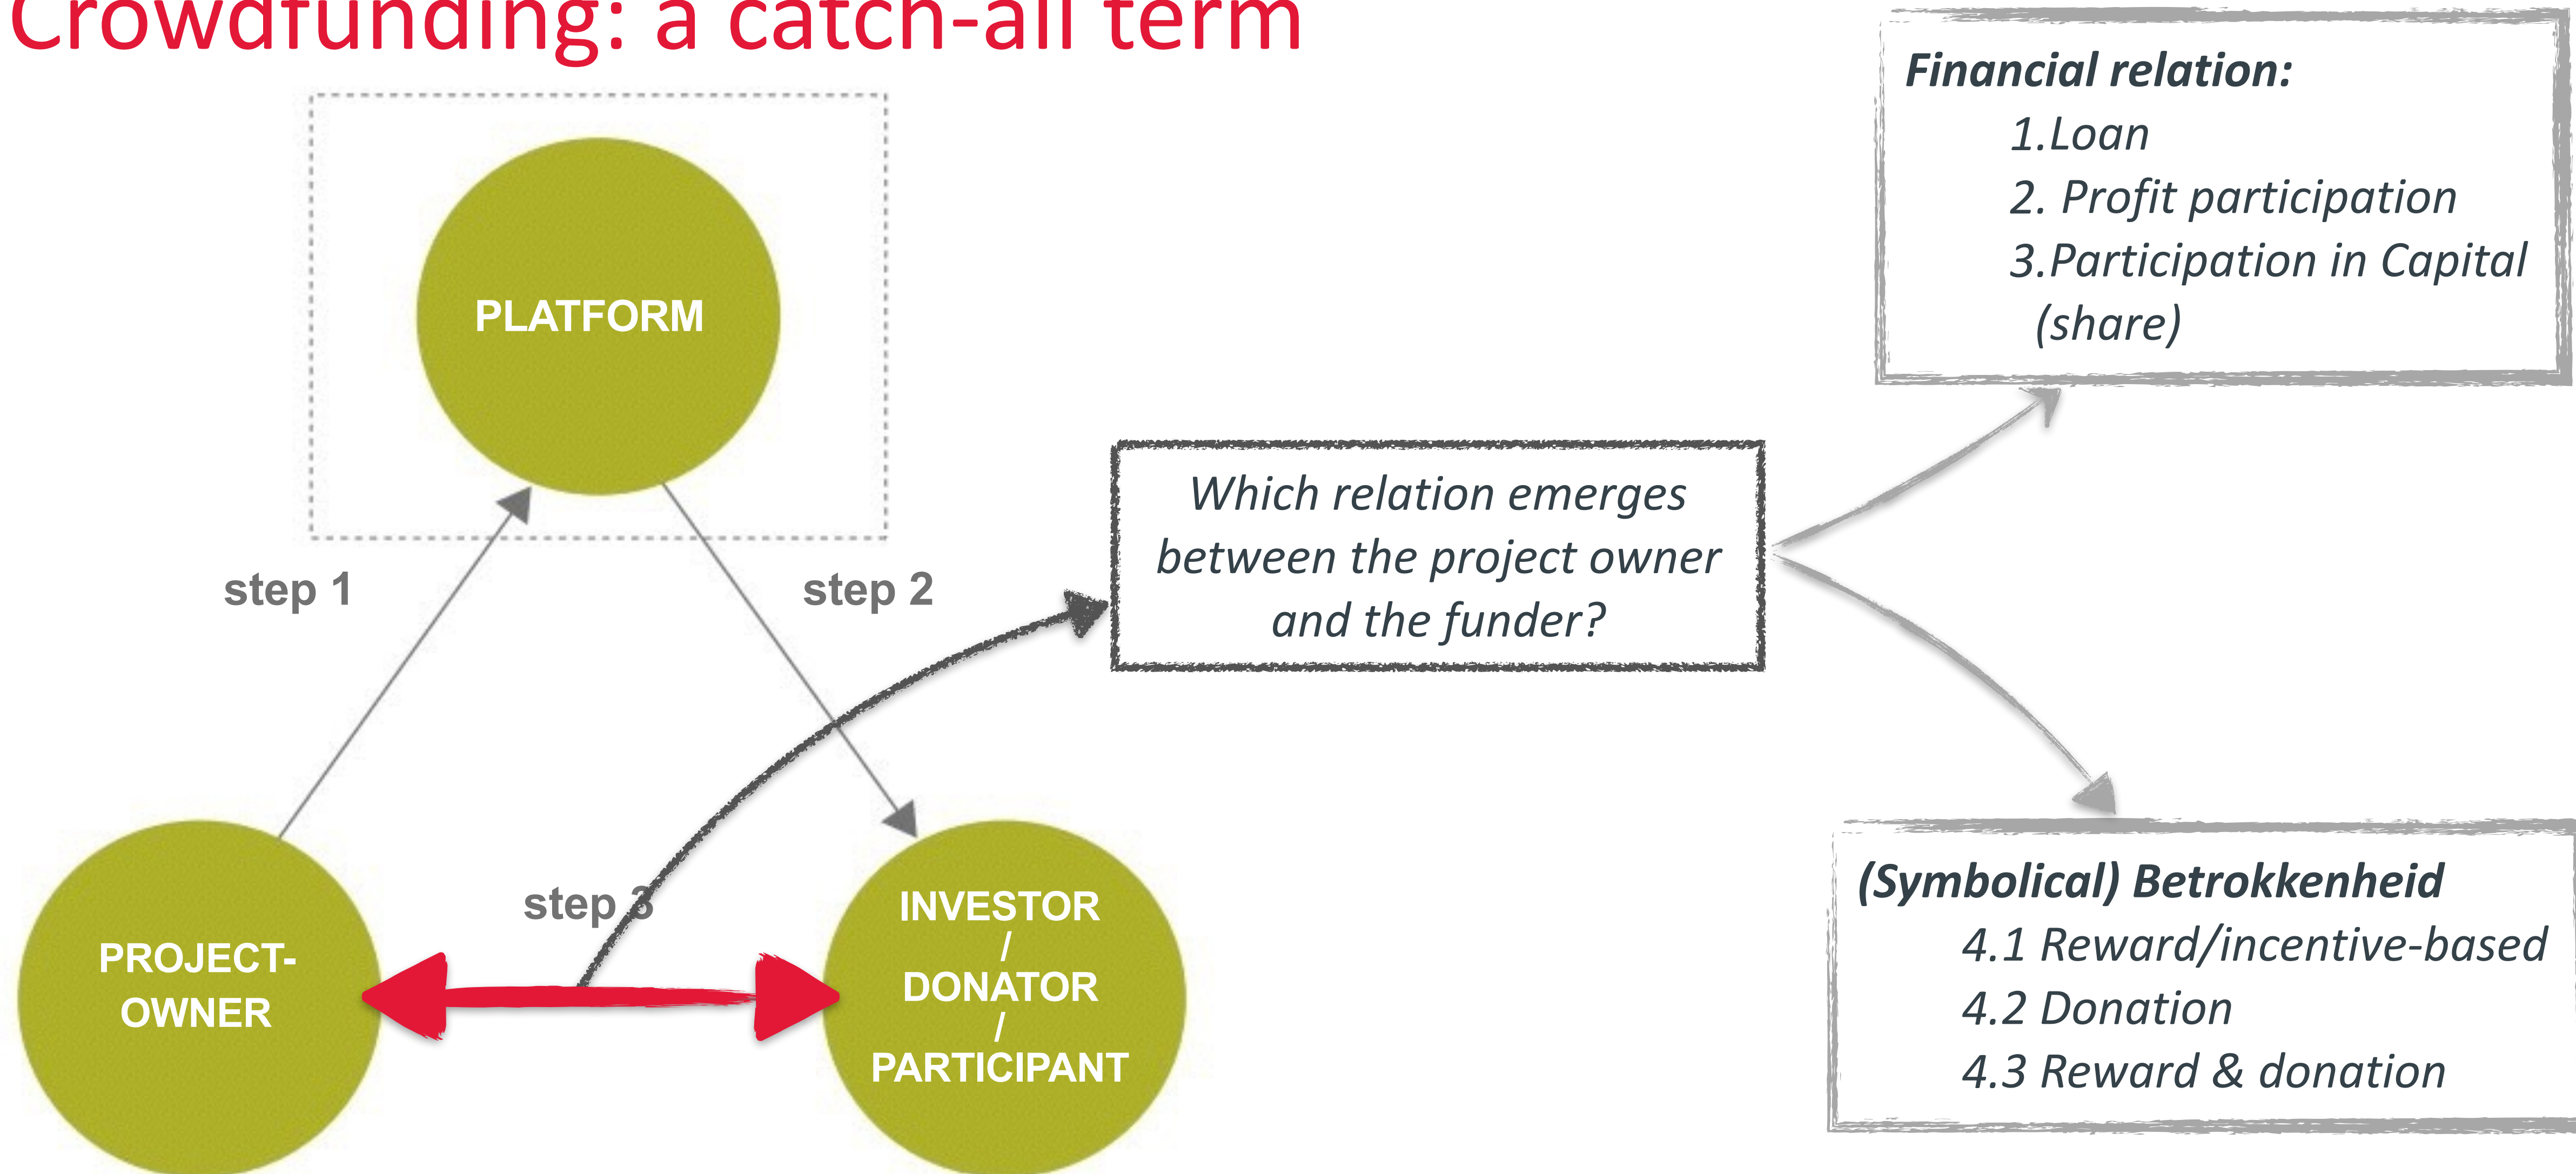 Crowdfunding: a catch-all term
PLATFORM
step 1
step 2
step 3
PROJECT-
OWNER
INVESTOR
/
DONATOR
/
PARTICIPANT
Which relation emerges
between the project owner
and the funder?
Financial relation:
1.Loan
2. Profit participation
3.Participation in Capital
(share)
(Symbolical) Betrokkenheid
4.1 Reward/incentive-based
4.2 Donation
4.3 Reward & donation